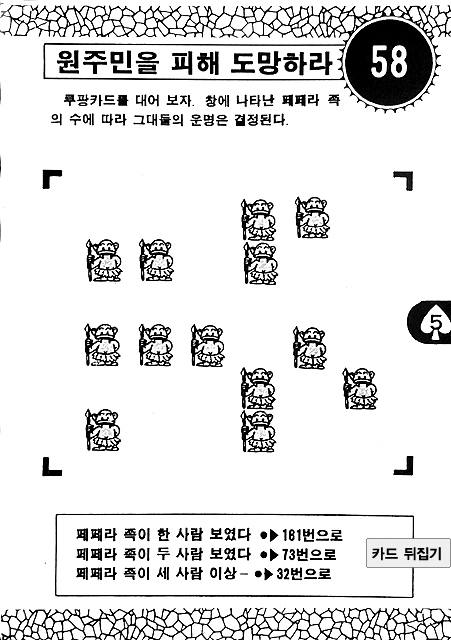 원주민을 피해 도망하라
58
루팡카드를 대어 보자. 창에 나타난 페페라 족
의 수에 따라 그대들의 운명은 결정된다.
5
페페라 족이 한 사람 보였다 ●▶ 161번으로
페페라 족이 두 사람 보였다 ●▶ 73번으로
페페라 족이 세 사람 이상– ●▶ 32번으로
카드 뒤집기